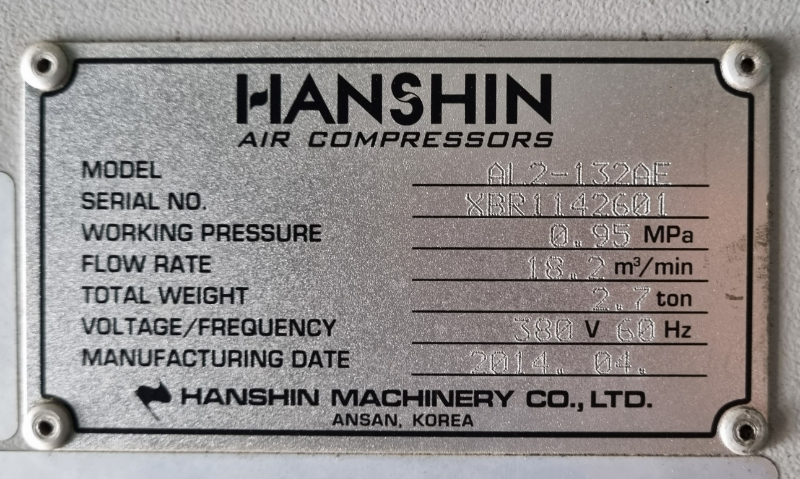 HANSHIN
AIR COMPRESSORS
MODEL AL2-132AE
SERIAL NO. XBR1142601
WORKING PRESSURE 0.95 MPa
FLOW RATE 18.2 m³/min
TOTAL WEIGHT 2.7 ton
VOLTAGE/FREQUENCY 380 V 60 Hz
MANUFACTURING DATE 2014. 04.
HANSHIN MACHINERY CO., LTD.
ANSAN, KOREA